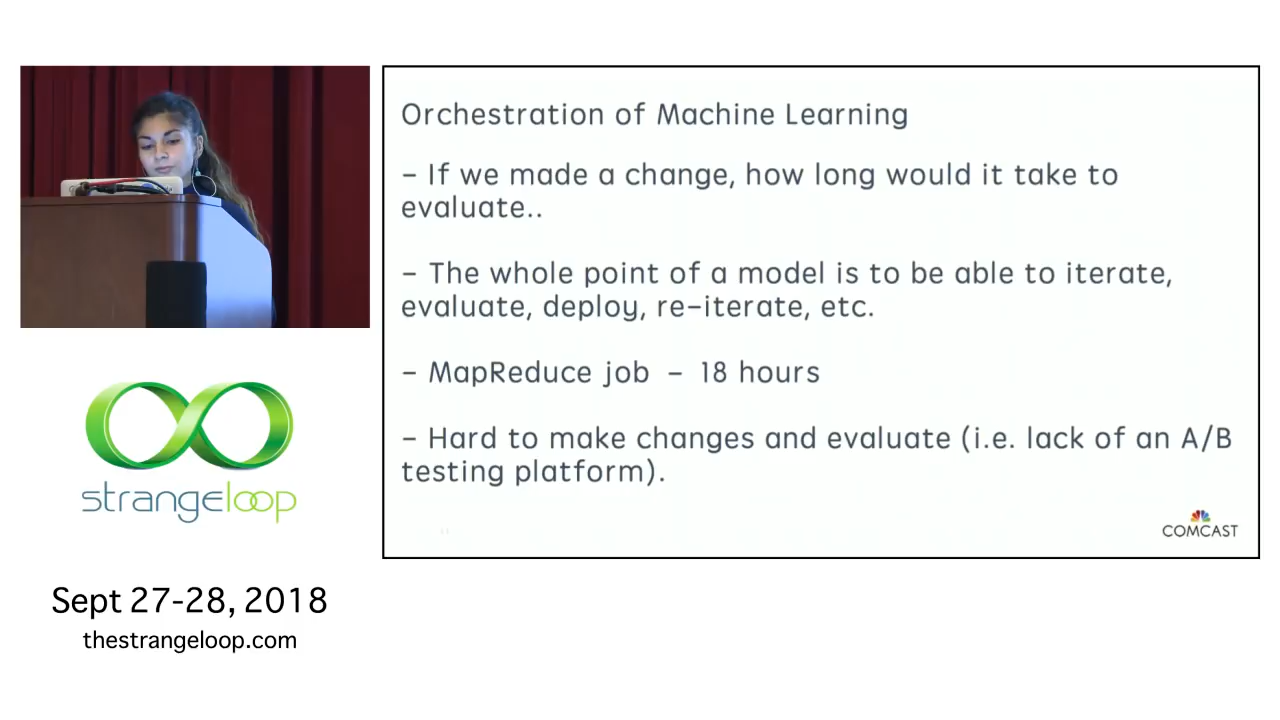 Orchestration of Machine Learning
– If we made a change, how long would it take to
evaluate..
– The whole point of a model is to be able to iterate,
evaluate, deploy, re–iterate, etc.
– MapReduce job – 18 hours
– Hard to make changes and evaluate (i.e. lack of an A/B
testing platform).
COMCAST
strangeloop
Sept 27-28, 2018
thestrangeloop.com